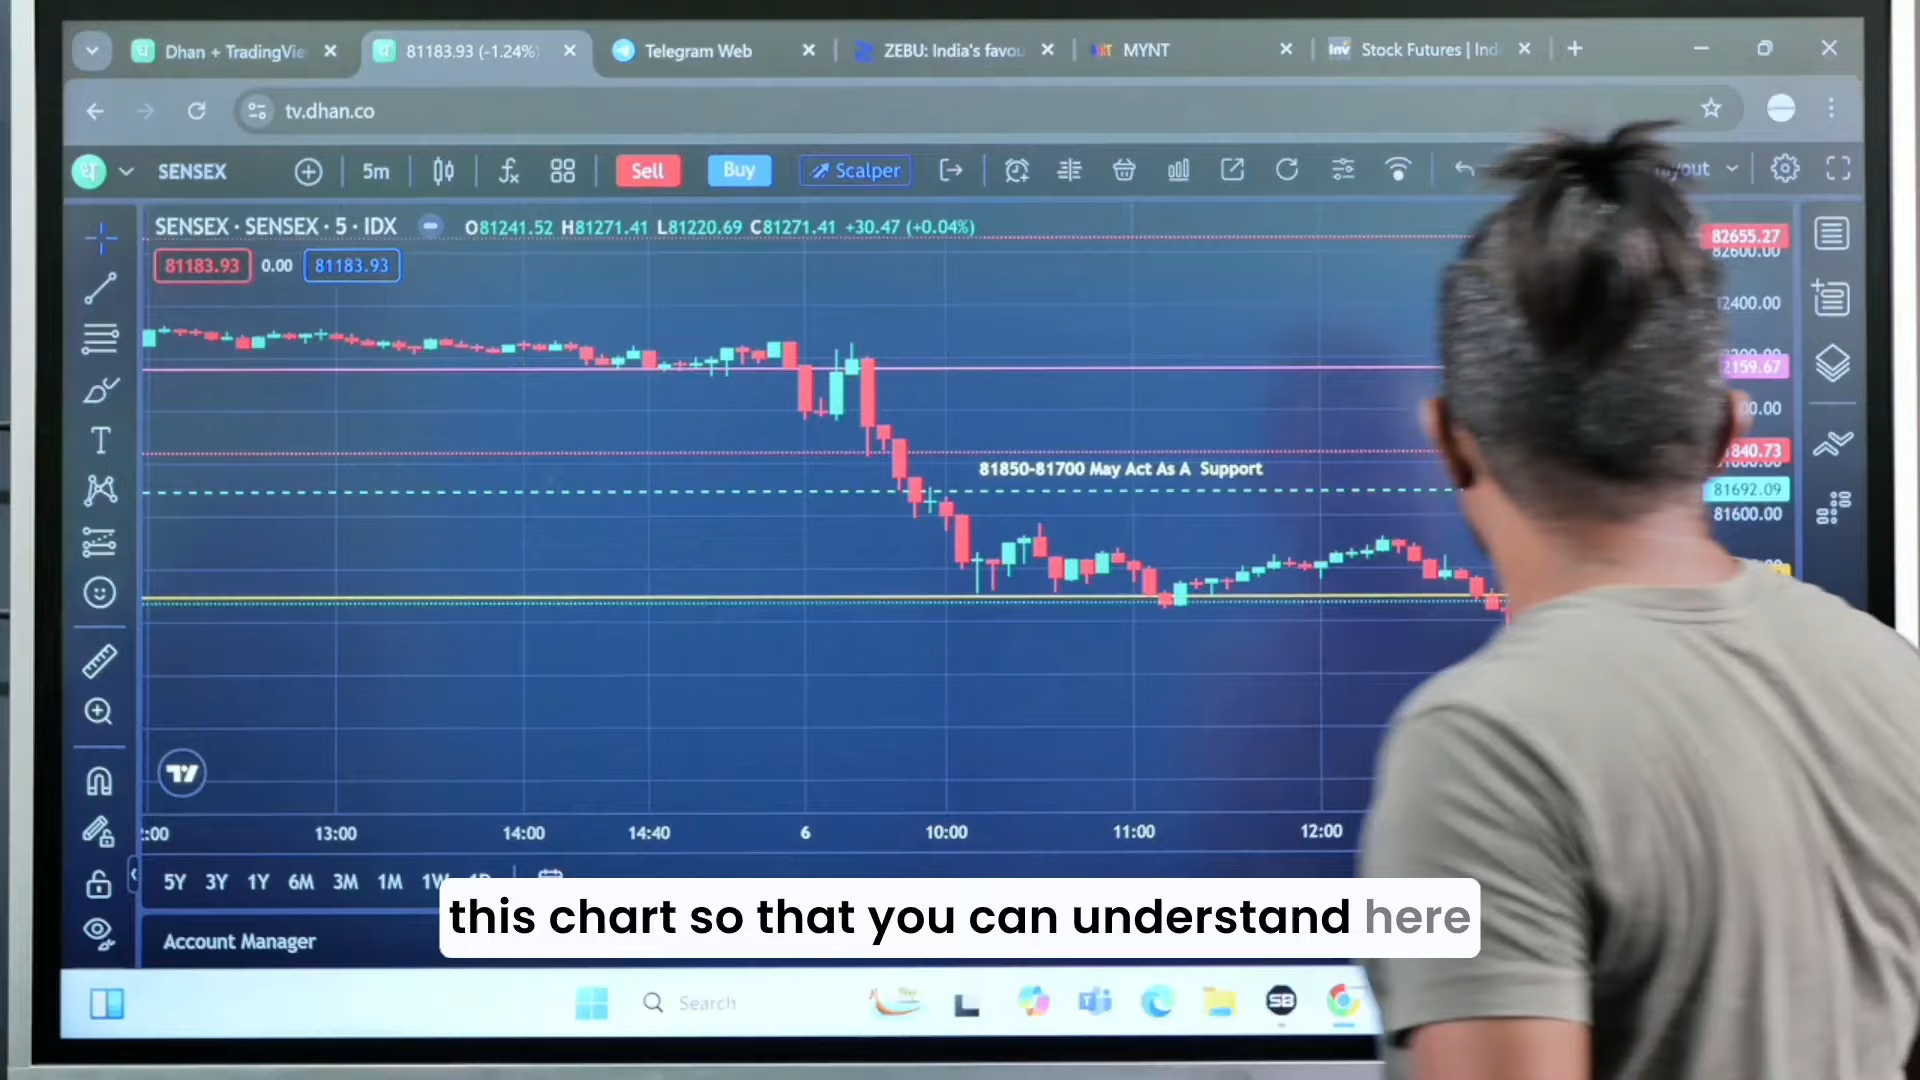 Dhan + TradingVie
81183.93 (-1.24%)
Telegram Web
ZEBU: India's favou
MYNT
Stock Futures | Ind
tv.dhan.co
SENSEX
5m
Sell
Buy
Scalper
SENSEX · SENSEX · 5 · IDX
O81241.52 H81271.41 L81220.69 C81271.41 +30.47 (+0.04%)
81183.93
0.00
81183.93
82655.27
82600.00
2400.00
2159.67
00.00
81850-81700 May Act As A Support
840.73
81692.09
81600.00
:00
13:00
14:00
14:40
6
10:00
11:00
12:00
5Y 3Y 1Y 6M 3M 1M 1W 1D
this chart so that you can understand here
Account Manager
Search